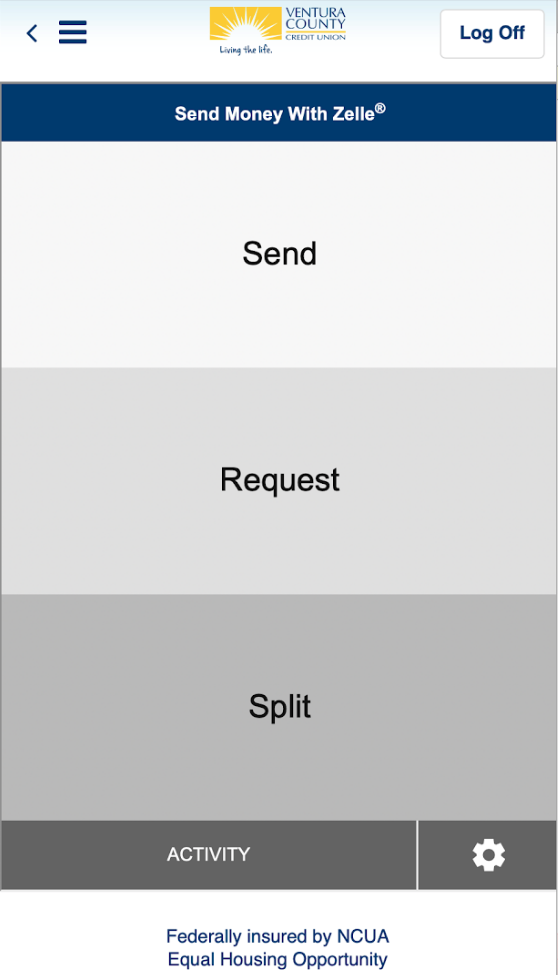 VENTURA
COUNTY
CREDIT UNION
Living the life.
Log Off
Send Money With Zelle®
Send
Request
Split
ACTIVITY
Federally insured by NCUA
Equal Housing Opportunity